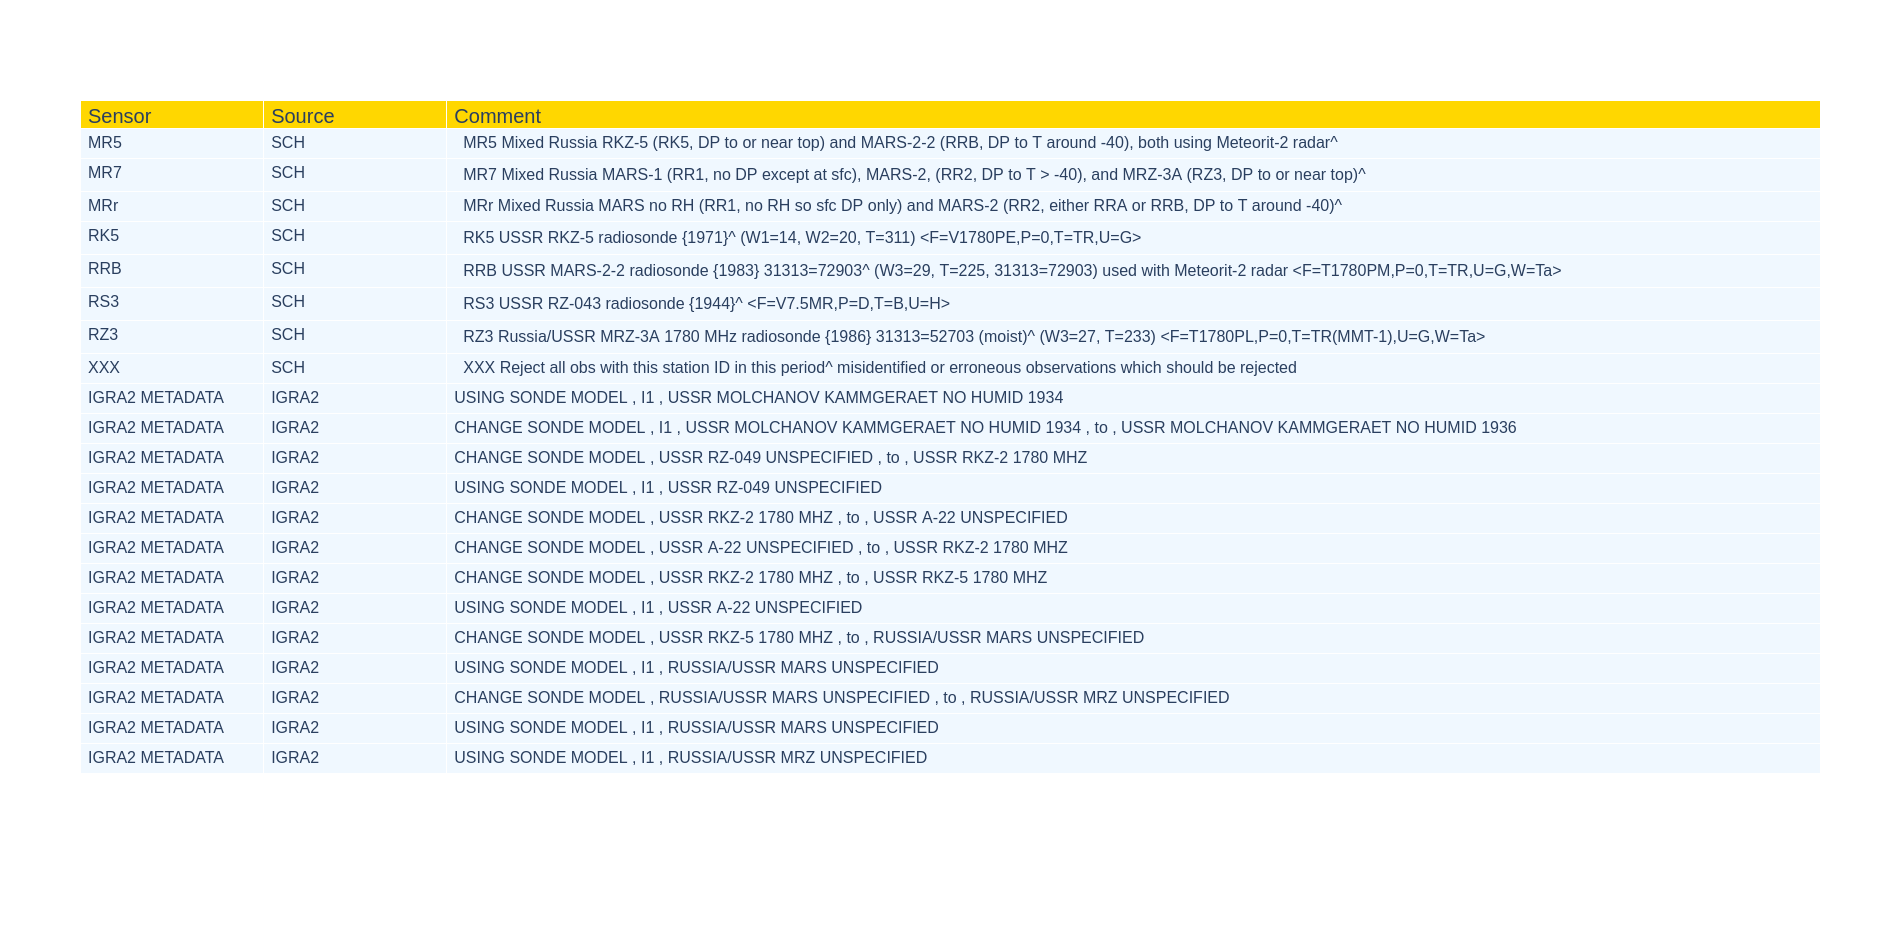 Sensor Source Comment
MR5 SCH MR5 Mixed Russia RKZ-5 (RK5, DP to or near top) and MARS-2-2 (RRB, DP to T around -40), both using Meteorit-2 radar^
MR7 SCH MR7 Mixed Russia MARS-1 (RR1, no DP except at sfc), MARS-2, (RR2, DP to T > -40), and MRZ-3A (RZ3, DP to or near top)^
MRr SCH MRr Mixed Russia MARS no RH (RR1, no RH so sfc DP only) and MARS-2 (RR2, either RRA or RRB, DP to T around -40)^
RK5 SCH RK5 USSR RKZ-5 radiosonde {1971}^ (W1=14, W2=20, T=311) <F=V1780PE,P=0,T=TR,U=G>
RRB SCH RRB USSR MARS-2-2 radiosonde {1983} 31313=72903^ (W3=29, T=225, 31313=72903) used with Meteorit-2 radar <F=T1780PM,P=0,T=TR,U=G,W=Ta>
RS3 SCH RS3 USSR RZ-043 radiosonde {1944}^ <F=V7.5MR,P=D,T=B,U=H>
RZ3 SCH RZ3 Russia/USSR MRZ-3A 1780 MHz radiosonde {1986} 31313=52703 (moist)^ (W3=27, T=233) <F=T1780PL,P=0,T=TR(MMT-1),U=G,W=Ta>
XXX SCH XXX Reject all obs with this station ID in this period^ misidentified or erroneous observations which should be rejected
IGRA2 METADATA IGRA2 USING SONDE MODEL , I1 , USSR MOLCHANOV KAMMGERAET NO HUMID 1934
IGRA2 METADATA IGRA2 CHANGE SONDE MODEL , I1 , USSR MOLCHANOV KAMMGERAET NO HUMID 1934 , to , USSR MOLCHANOV KAMMGERAET NO HUMID 1936
IGRA2 METADATA IGRA2 CHANGE SONDE MODEL , USSR RZ-049 UNSPECIFIED , to , USSR RKZ-2 1780 MHZ
IGRA2 METADATA IGRA2 USING SONDE MODEL , I1 , USSR RZ-049 UNSPECIFIED
IGRA2 METADATA IGRA2 CHANGE SONDE MODEL , USSR RKZ-2 1780 MHZ , to , USSR A-22 UNSPECIFIED
IGRA2 METADATA IGRA2 CHANGE SONDE MODEL , USSR A-22 UNSPECIFIED , to , USSR RKZ-2 1780 MHZ
IGRA2 METADATA IGRA2 CHANGE SONDE MODEL , USSR RKZ-2 1780 MHZ , to , USSR RKZ-5 1780 MHZ
IGRA2 METADATA IGRA2 USING SONDE MODEL , I1 , USSR A-22 UNSPECIFIED
IGRA2 METADATA IGRA2 CHANGE SONDE MODEL , USSR RKZ-5 1780 MHZ , to , RUSSIA/USSR MARS UNSPECIFIED
IGRA2 METADATA IGRA2 USING SONDE MODEL , I1 , RUSSIA/USSR MARS UNSPECIFIED
IGRA2 METADATA IGRA2 CHANGE SONDE MODEL , RUSSIA/USSR MARS UNSPECIFIED , to , RUSSIA/USSR MRZ UNSPECIFIED
IGRA2 METADATA IGRA2 USING SONDE MODEL , I1 , RUSSIA/USSR MARS UNSPECIFIED
IGRA2 METADATA IGRA2 USING SONDE MODEL , I1 , RUSSIA/USSR MRZ UNSPECIFIED